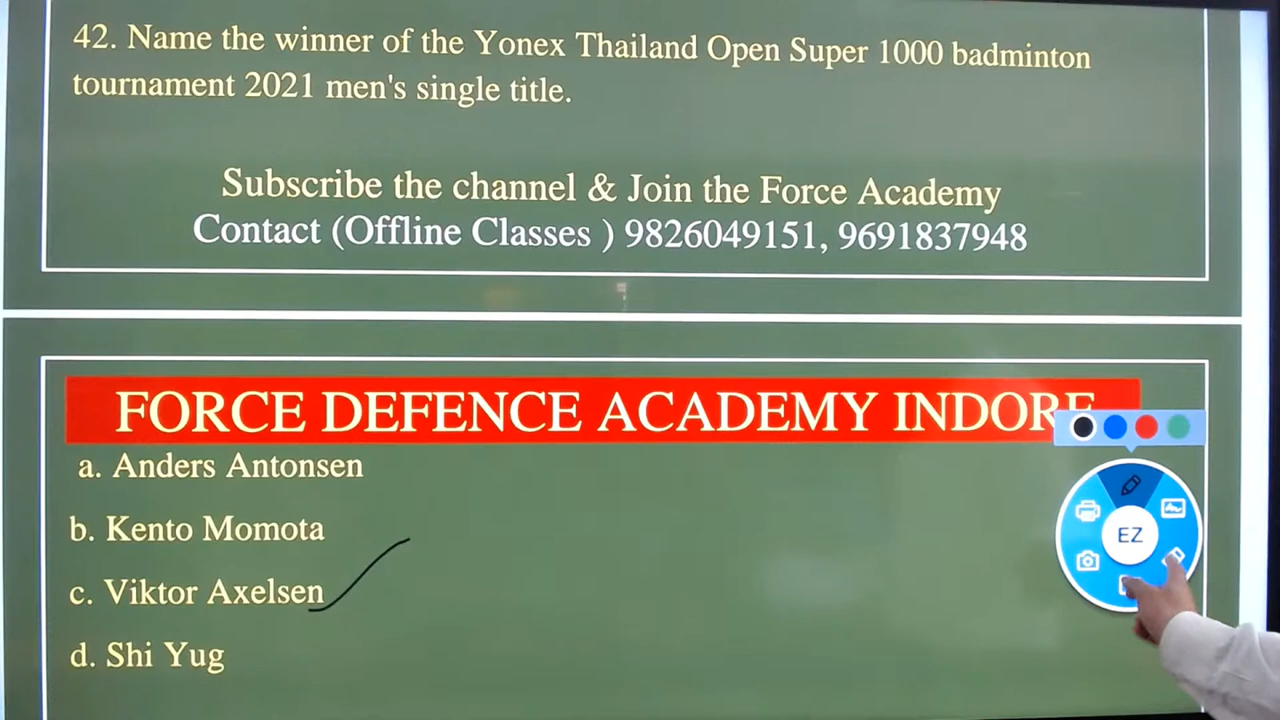 42. Name the winner of the Yonex Thailand Open Super 1000 badminton
tournament 2021 men's single title.
Subscribe the channel & Join the Force Academy
Contact (Offline Classes ) 9826049151, 9691837948
FORCE DEFENCE ACADEMY INDORE
a. Anders Antonsen
b. Kento Momota
c. Viktor Axelsen
d. Shi Yug
EZ